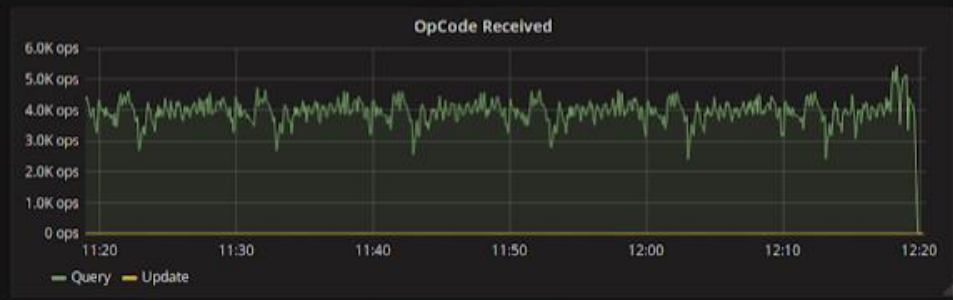 OpCode Received
6.0K ops
5.0K ops
4.0K ops
3.0K ops
2.0K ops
1.0K ops
0 ops
11:20 11:30 11:40 11:50 12:00 12:10 12:20
Query Update